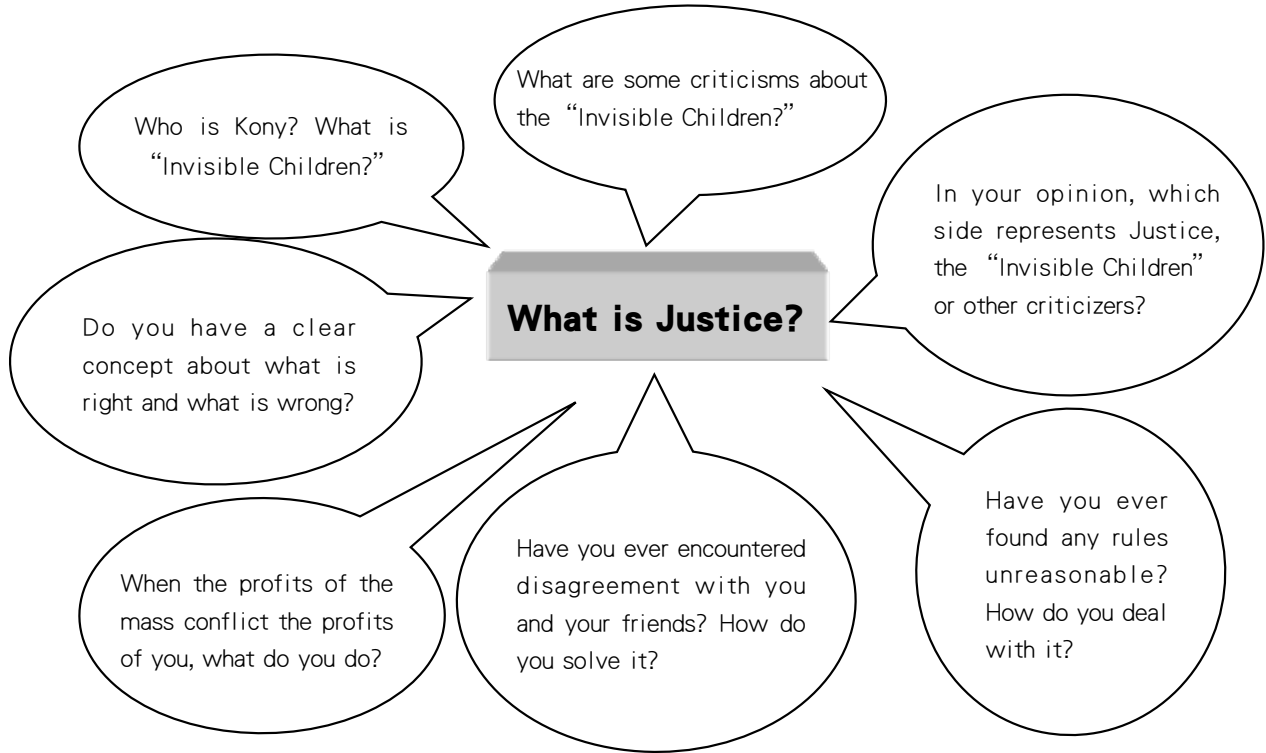 Who is Kony? What is
“Invisible Children?”
What are some criticisms about
the “Invisible Children?”
In your opinion, which
side represents Justice,
the “Invisible Children”
or other criticizers?
Do you have a clear
concept about what is
right and what is wrong?
What is Justice?
When the profits of the
mass conflict the profits
of you, what do you do?
Have you ever encountered
disagreement with you
and your friends? How do
you solve it?
Have you ever
found any rules
unreasonable?
How do you deal
with it?